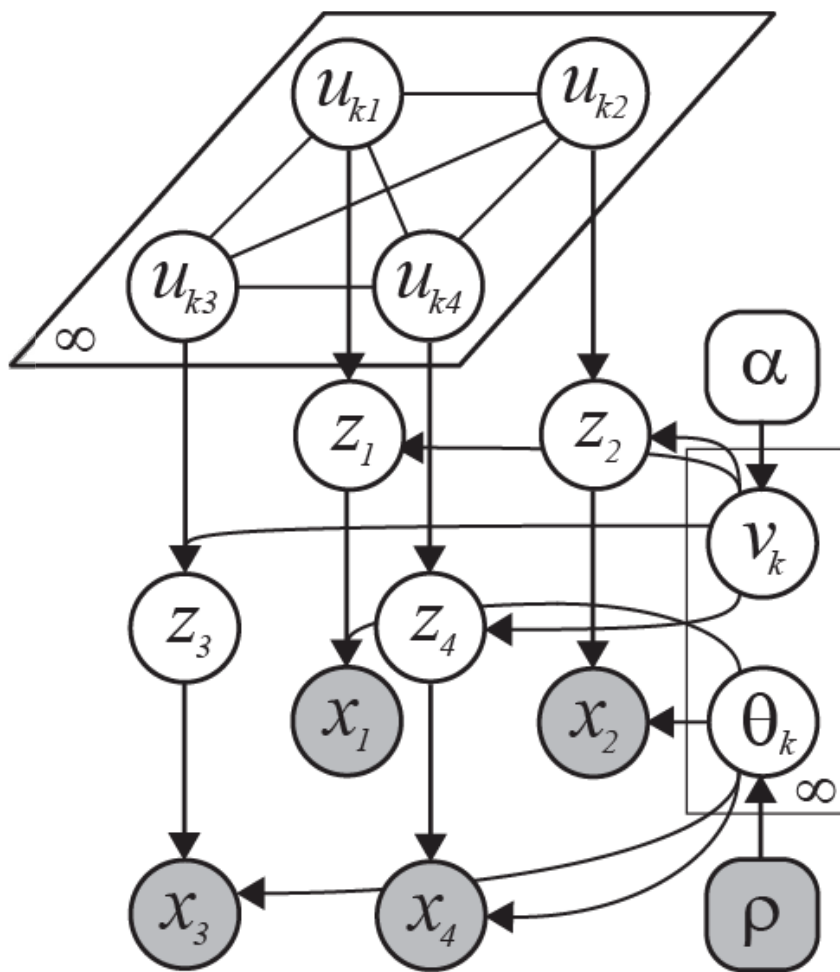 u_k1 u_k2
u_k3 u_k4
∞
α
z_1 z_2
v_k
z_3 z_4
x_1 x_2 θ_k
∞
x_3 x_4 ρ